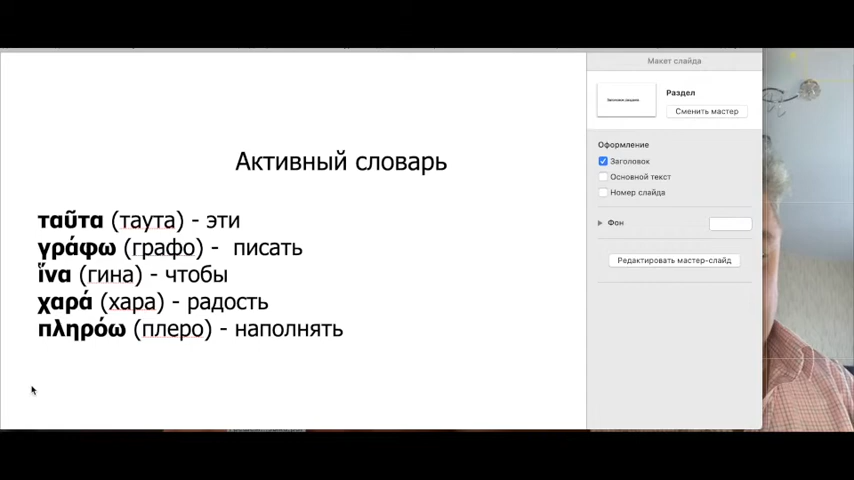 Макет слайда
Раздел
Сменить мастер
Оформление
Заголовок
Основной текст
Номер слайда
Фон
Редактировать мастер-слайд
Активный словарь
ταῦτα (таута) - эти
γράφω (графо) - писать
ἵνα (гина) - чтобы
χαρά (хара) - радость
πληρόω (плеро) - наполнять